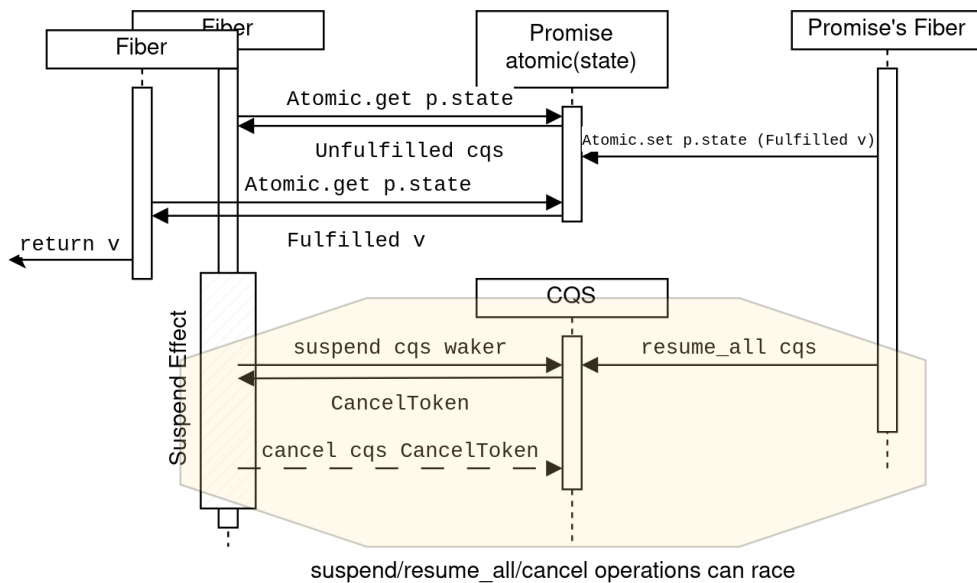 Fiber
Fiber
Promise
atomic(state)
Promise's Fiber
Atomic.get p.state
Unfulfilled cqs
Atomic.set p.state (Fulfilled v)
Atomic.get p.state
Fulfilled v
return v
CQS
Suspend Effect
suspend cqs waker
resume_all cqs
CancelToken
cancel cqs CancelToken
suspend/resume_all/cancel operations can race